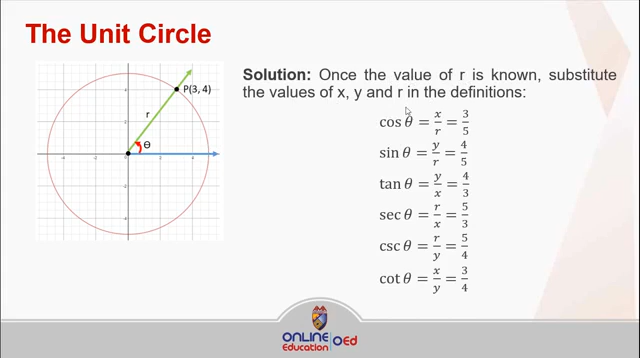 The Unit Circle
Solution: Once the value of r is known, substitute
the values of x, y and r in the definitions:
P(3, 4)
r
θ
cos θ = x/r = 3/5
sin θ = y/r = 4/5
tan θ = y/x = 4/3
sec θ = r/x = 5/3
csc θ = r/y = 5/4
cot θ = x/y = 3/4
ONLINE
Education
OEd